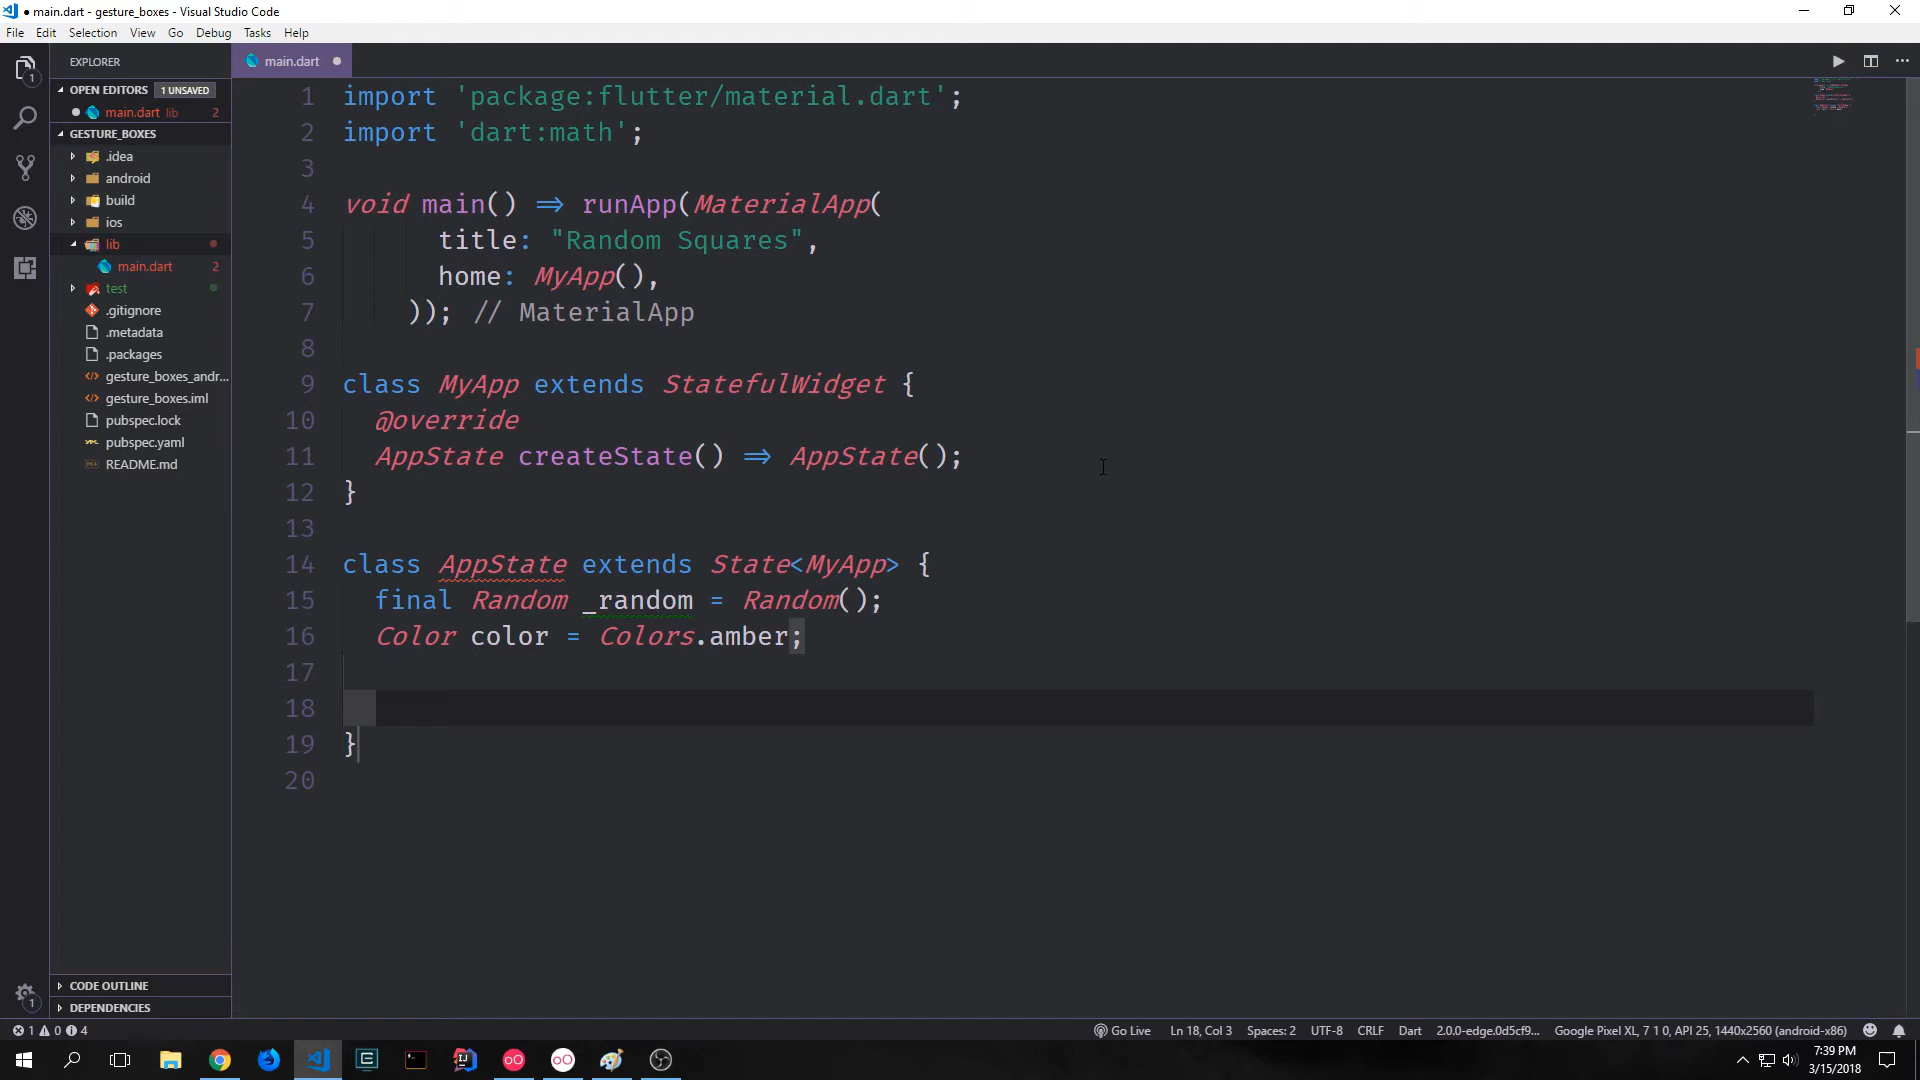 main.dart - gesture_boxes - Visual Studio Code
File Edit Selection View Go Debug Tasks Help
EXPLORER
OPEN EDITORS 1 UNSAVED
main.dart lib 2
GESTURE_BOXES
.idea
android
build
ios
lib
main.dart 2
test
.gitignore
.metadata
.packages
gesture_boxes_andr...
gesture_boxes.iml
pubspec.lock
pubspec.yaml
README.md
CODE OUTLINE
DEPENDENCIES
1
1
main.dart
1 import 'package:flutter/material.dart';
2 import 'dart:math';
3
4 void main() => runApp(MaterialApp(
5 title: "Random Squares",
6 home: MyApp(),
7 )); // MaterialApp
8
9 class MyApp extends StatefulWidget {
10 @override
11 AppState createState() => AppState();
12 }
13
14 class AppState extends State<MyApp> {
15 final Random _random = Random();
16 Color color = Colors.amber;
17
18
19 }
20
1 0 4 Go Live Ln 18, Col 3 Spaces: 2 UTF-8 CRLF Dart 2.0.0-edge.0d5cf9... Google Pixel XL, 7 1 0, API 25, 1440x2560 (android-x86)
7:39 PM
3/15/2018